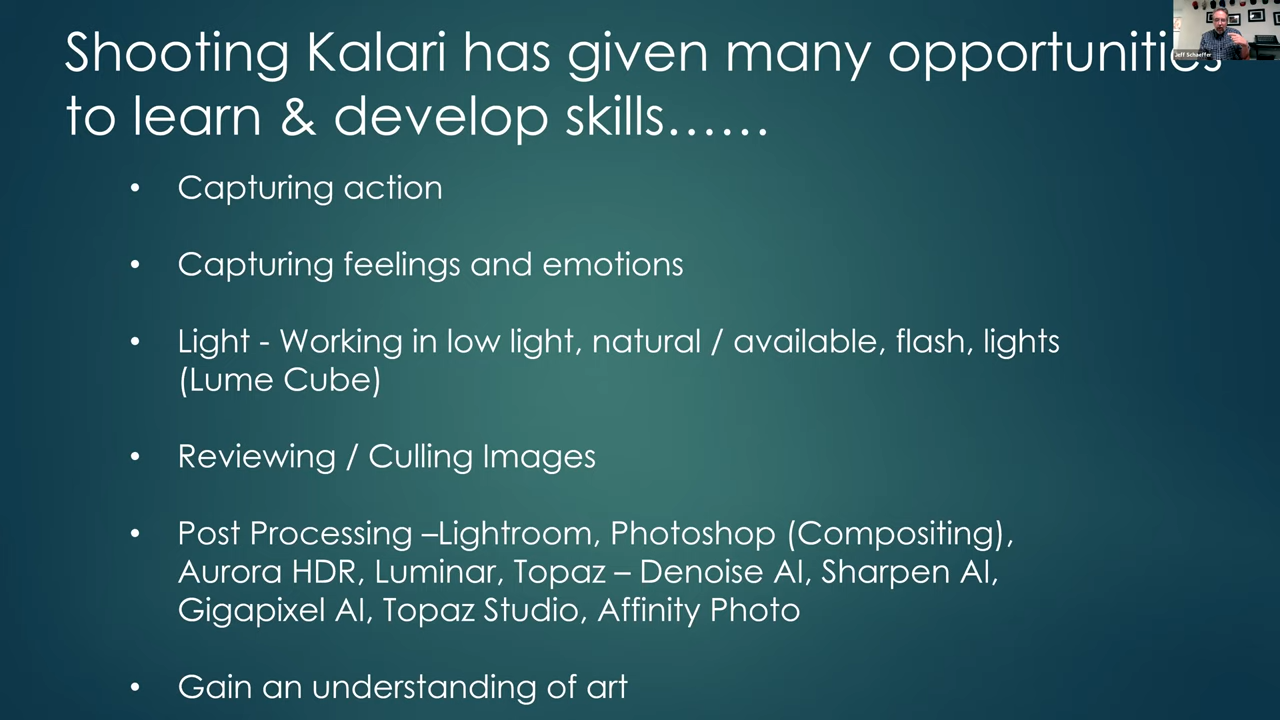 Shooting Kalari has given many opportunities
to learn & develop skills......
Jeff Schaeffer
• Capturing action
• Capturing feelings and emotions
• Light - Working in low light, natural / available, flash, lights
(Lume Cube)
• Reviewing / Culling Images
• Post Processing –Lightroom, Photoshop (Compositing),
Aurora HDR, Luminar, Topaz – Denoise AI, Sharpen AI,
Gigapixel AI, Topaz Studio, Affinity Photo
• Gain an understanding of art